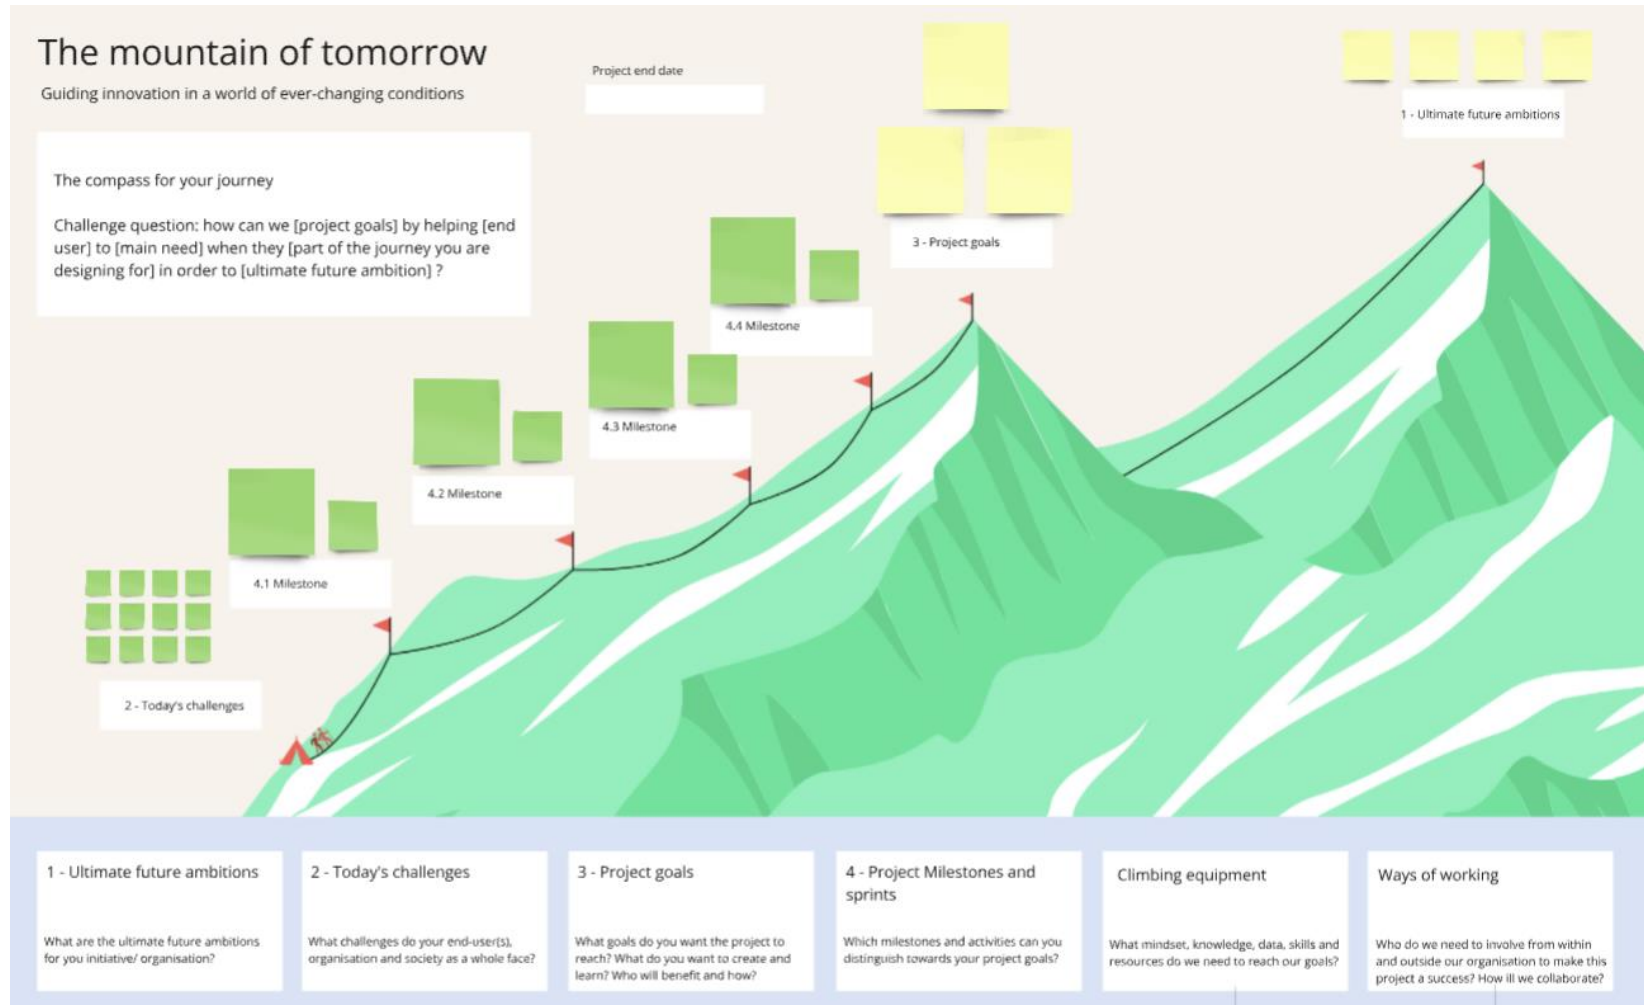 The mountain of tomorrow
Guiding innovation in a world of ever-changing conditions
Project end date
The compass for your journey
Challenge question: how can we [project goals] by helping [end
user] to [main need] when they [part of the journey you are
designing for] in order to [ultimate future ambition] ?
1 - Ultimate future ambitions
3 - Project goals
4.4 Milestone
4.3 Milestone
4.2 Milestone
4.1 Milestone
2 - Today's challenges
1 - Ultimate future ambitions
What are the ultimate future ambitions
for you initiative/ organisation?
2 - Today's challenges
What challenges do your end-user(s),
organisation and society as a whole face?
3 - Project goals
What goals do you want the project to
reach? What do you want to create and
learn? Who will benefit and how?
4 - Project Milestones and
sprints
Which milestones and activities can you
distinguish towards your project goals?
Climbing equipment
What mindset, knowledge, data, skills and
resources do we need to reach our goals?
Ways of working
Who do we need to involve from within
and outside our organisation to make this
project a success? How ill we collaborate?